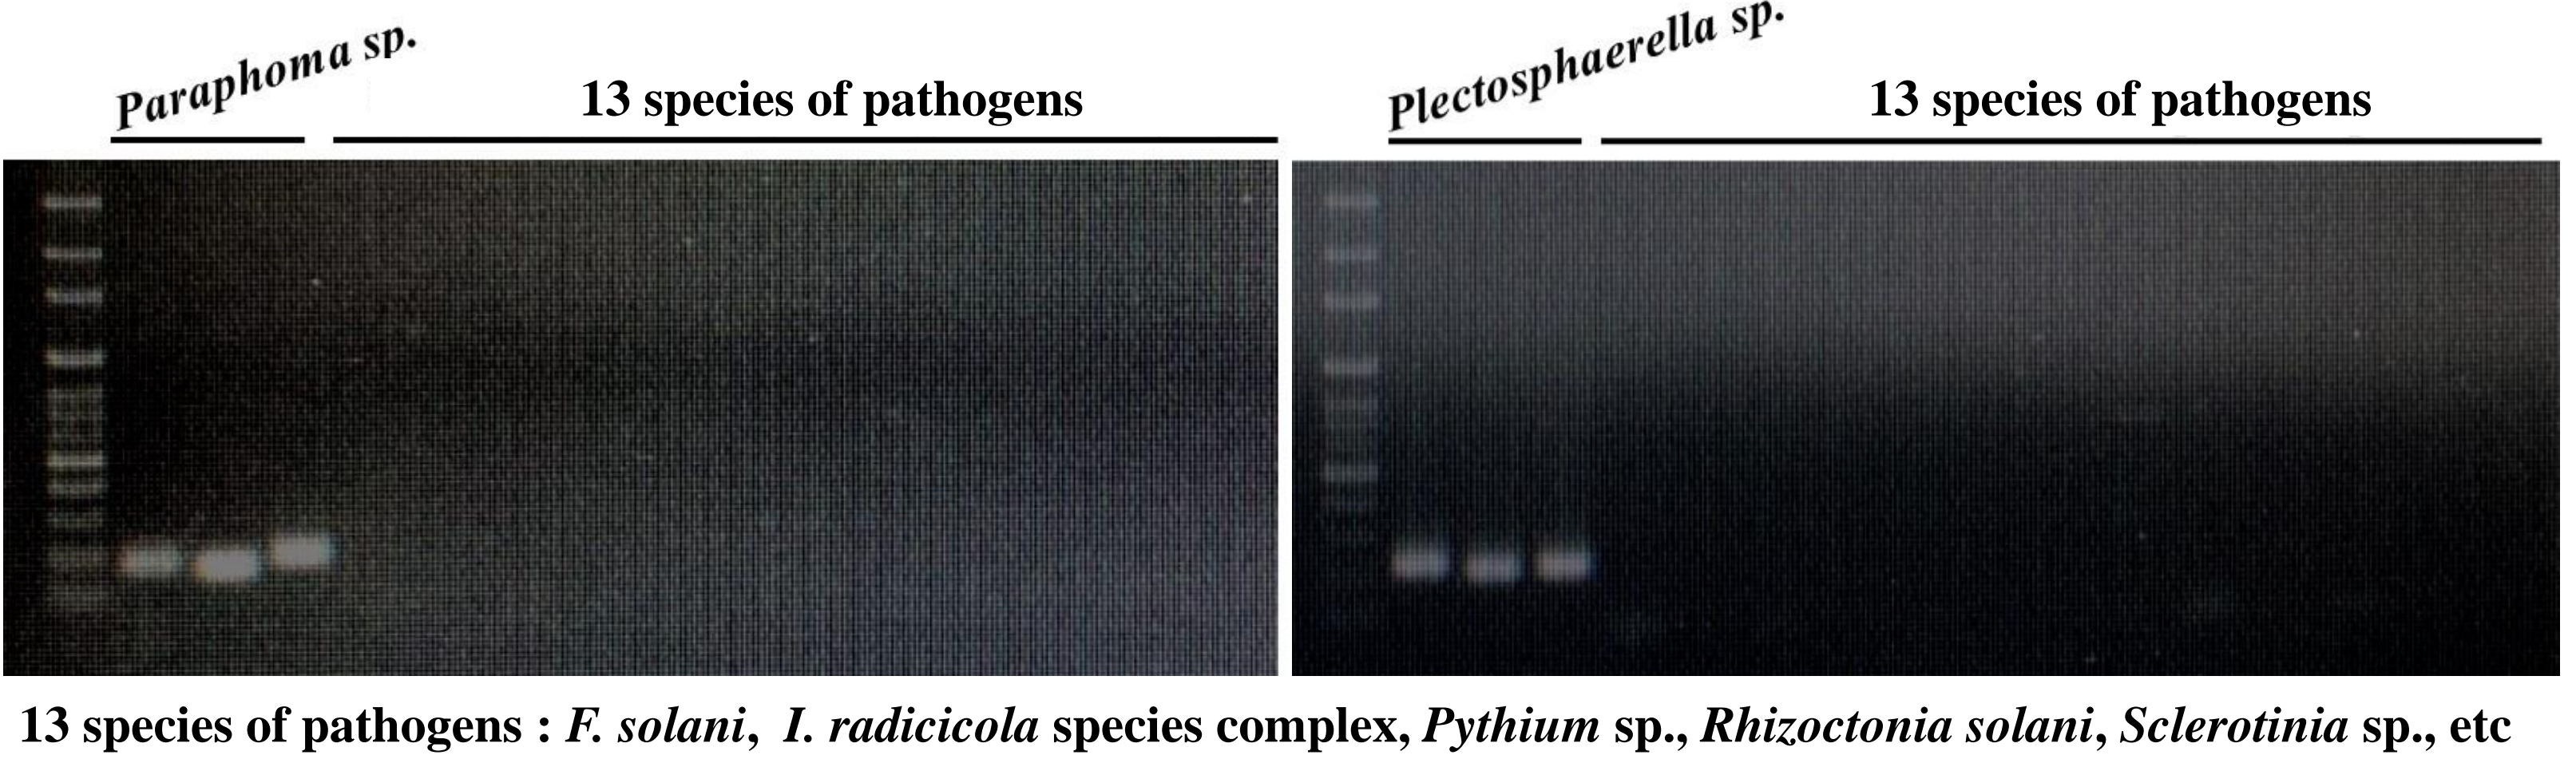 Paraphoma sp.
13 species of pathogens
Plectosphaerella sp.
13 species of pathogens
13 species of pathogens : F. solani, I. radicicola species complex, Pythium sp., Rhizoctonia solani, Sclerotinia sp., etc